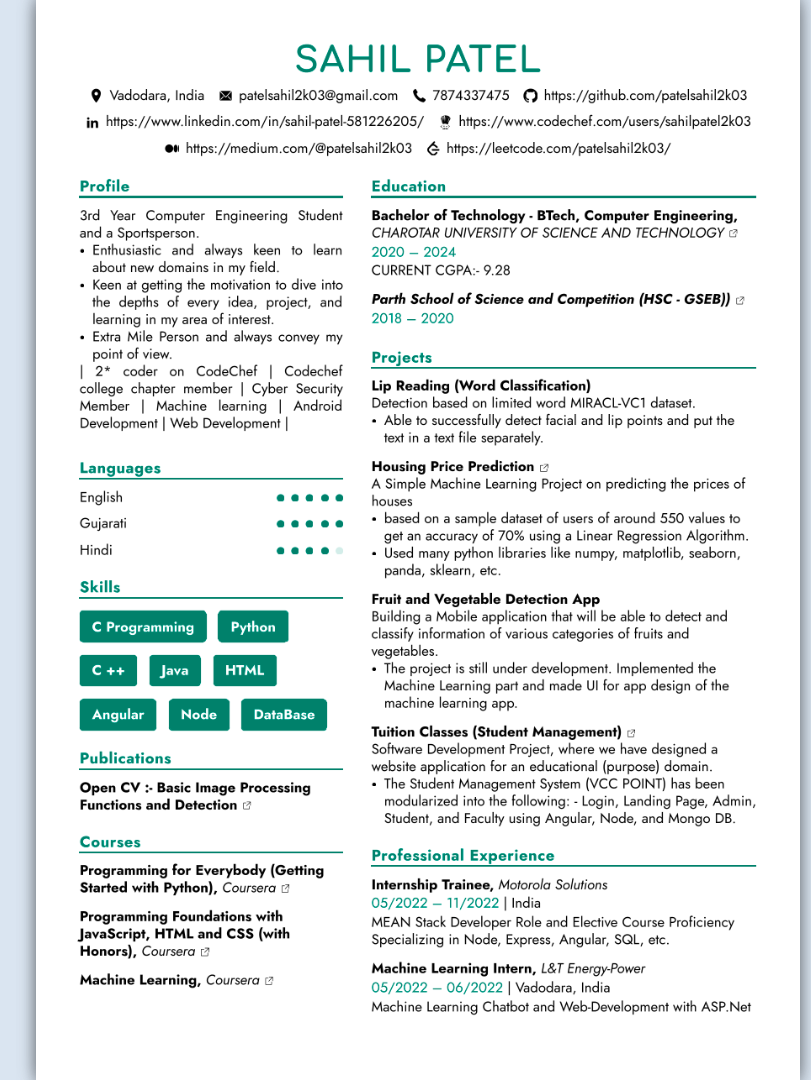 SAHIL PATEL
Vadodara, India patelsahil2k03@gmail.com 7874337475 https://github.com/patelsahil2k03
https://www.linkedin.com/in/sahil-patel-581226205/ https://www.codechef.com/users/sahilpatel2k03
https://medium.com/@patelsahil2k03 https://leetcode.com/patelsahil2k03/
Profile
3rd Year Computer Engineering Student
and a Sportsperson.
• Enthusiastic and always keen to learn
about new domains in my field.
• Keen at getting the motivation to dive into
the depths of every idea, project, and
learning in my area of interest.
• Extra Mile Person and always convey my
point of view.
| 2* coder on CodeChef | Codechef
college chapter member | Cyber Security
Member | Machine learning | Android
Development | Web Development |
Languages
English
Gujarati
Hindi
Skills
C Programming Python
C ++ Java HTML
Angular Node DataBase
Publications
Open CV :- Basic Image Processing
Functions and Detection
Courses
Programming for Everybody (Getting
Started with Python), Coursera
Programming Foundations with
JavaScript, HTML and CSS (with
Honors), Coursera
Machine Learning, Coursera
Education
Bachelor of Technology - BTech, Computer Engineering,
CHAROTAR UNIVERSITY OF SCIENCE AND TECHNOLOGY
2020 – 2024
CURRENT CGPA:- 9.28
Parth School of Science and Competition (HSC - GSEB))
2018 – 2020
Projects
Lip Reading (Word Classification)
Detection based on limited word MIRACL-VC1 dataset.
• Able to successfully detect facial and lip points and put the
text in a text file separately.
Housing Price Prediction
A Simple Machine Learning Project on predicting the prices of
houses
• based on a sample dataset of users of around 550 values to
get an accuracy of 70% using a Linear Regression Algorithm.
• Used many python libraries like numpy, matplotlib, seaborn,
panda, sklearn, etc.
Fruit and Vegetable Detection App
Building a Mobile application that will be able to detect and
classify information of various categories of fruits and
vegetables.
• The project is still under development. Implemented the
Machine Learning part and made UI for app design of the
machine learning app.
Tuition Classes (Student Management)
Software Development Project, where we have designed a
website application for an educational (purpose) domain.
• The Student Management System (VCC POINT) has been
modularized into the following: - Login, Landing Page, Admin,
Student, and Faculty using Angular, Node, and Mongo DB.
Professional Experience
Internship Trainee, Motorola Solutions
05/2022 – 11/2022 | India
MEAN Stack Developer Role and Elective Course Proficiency
Specializing in Node, Express, Angular, SQL, etc.
Machine Learning Intern, L&T Energy-Power
05/2022 – 06/2022 | Vadodara, India
Machine Learning Chatbot and Web-Development with ASP.Net